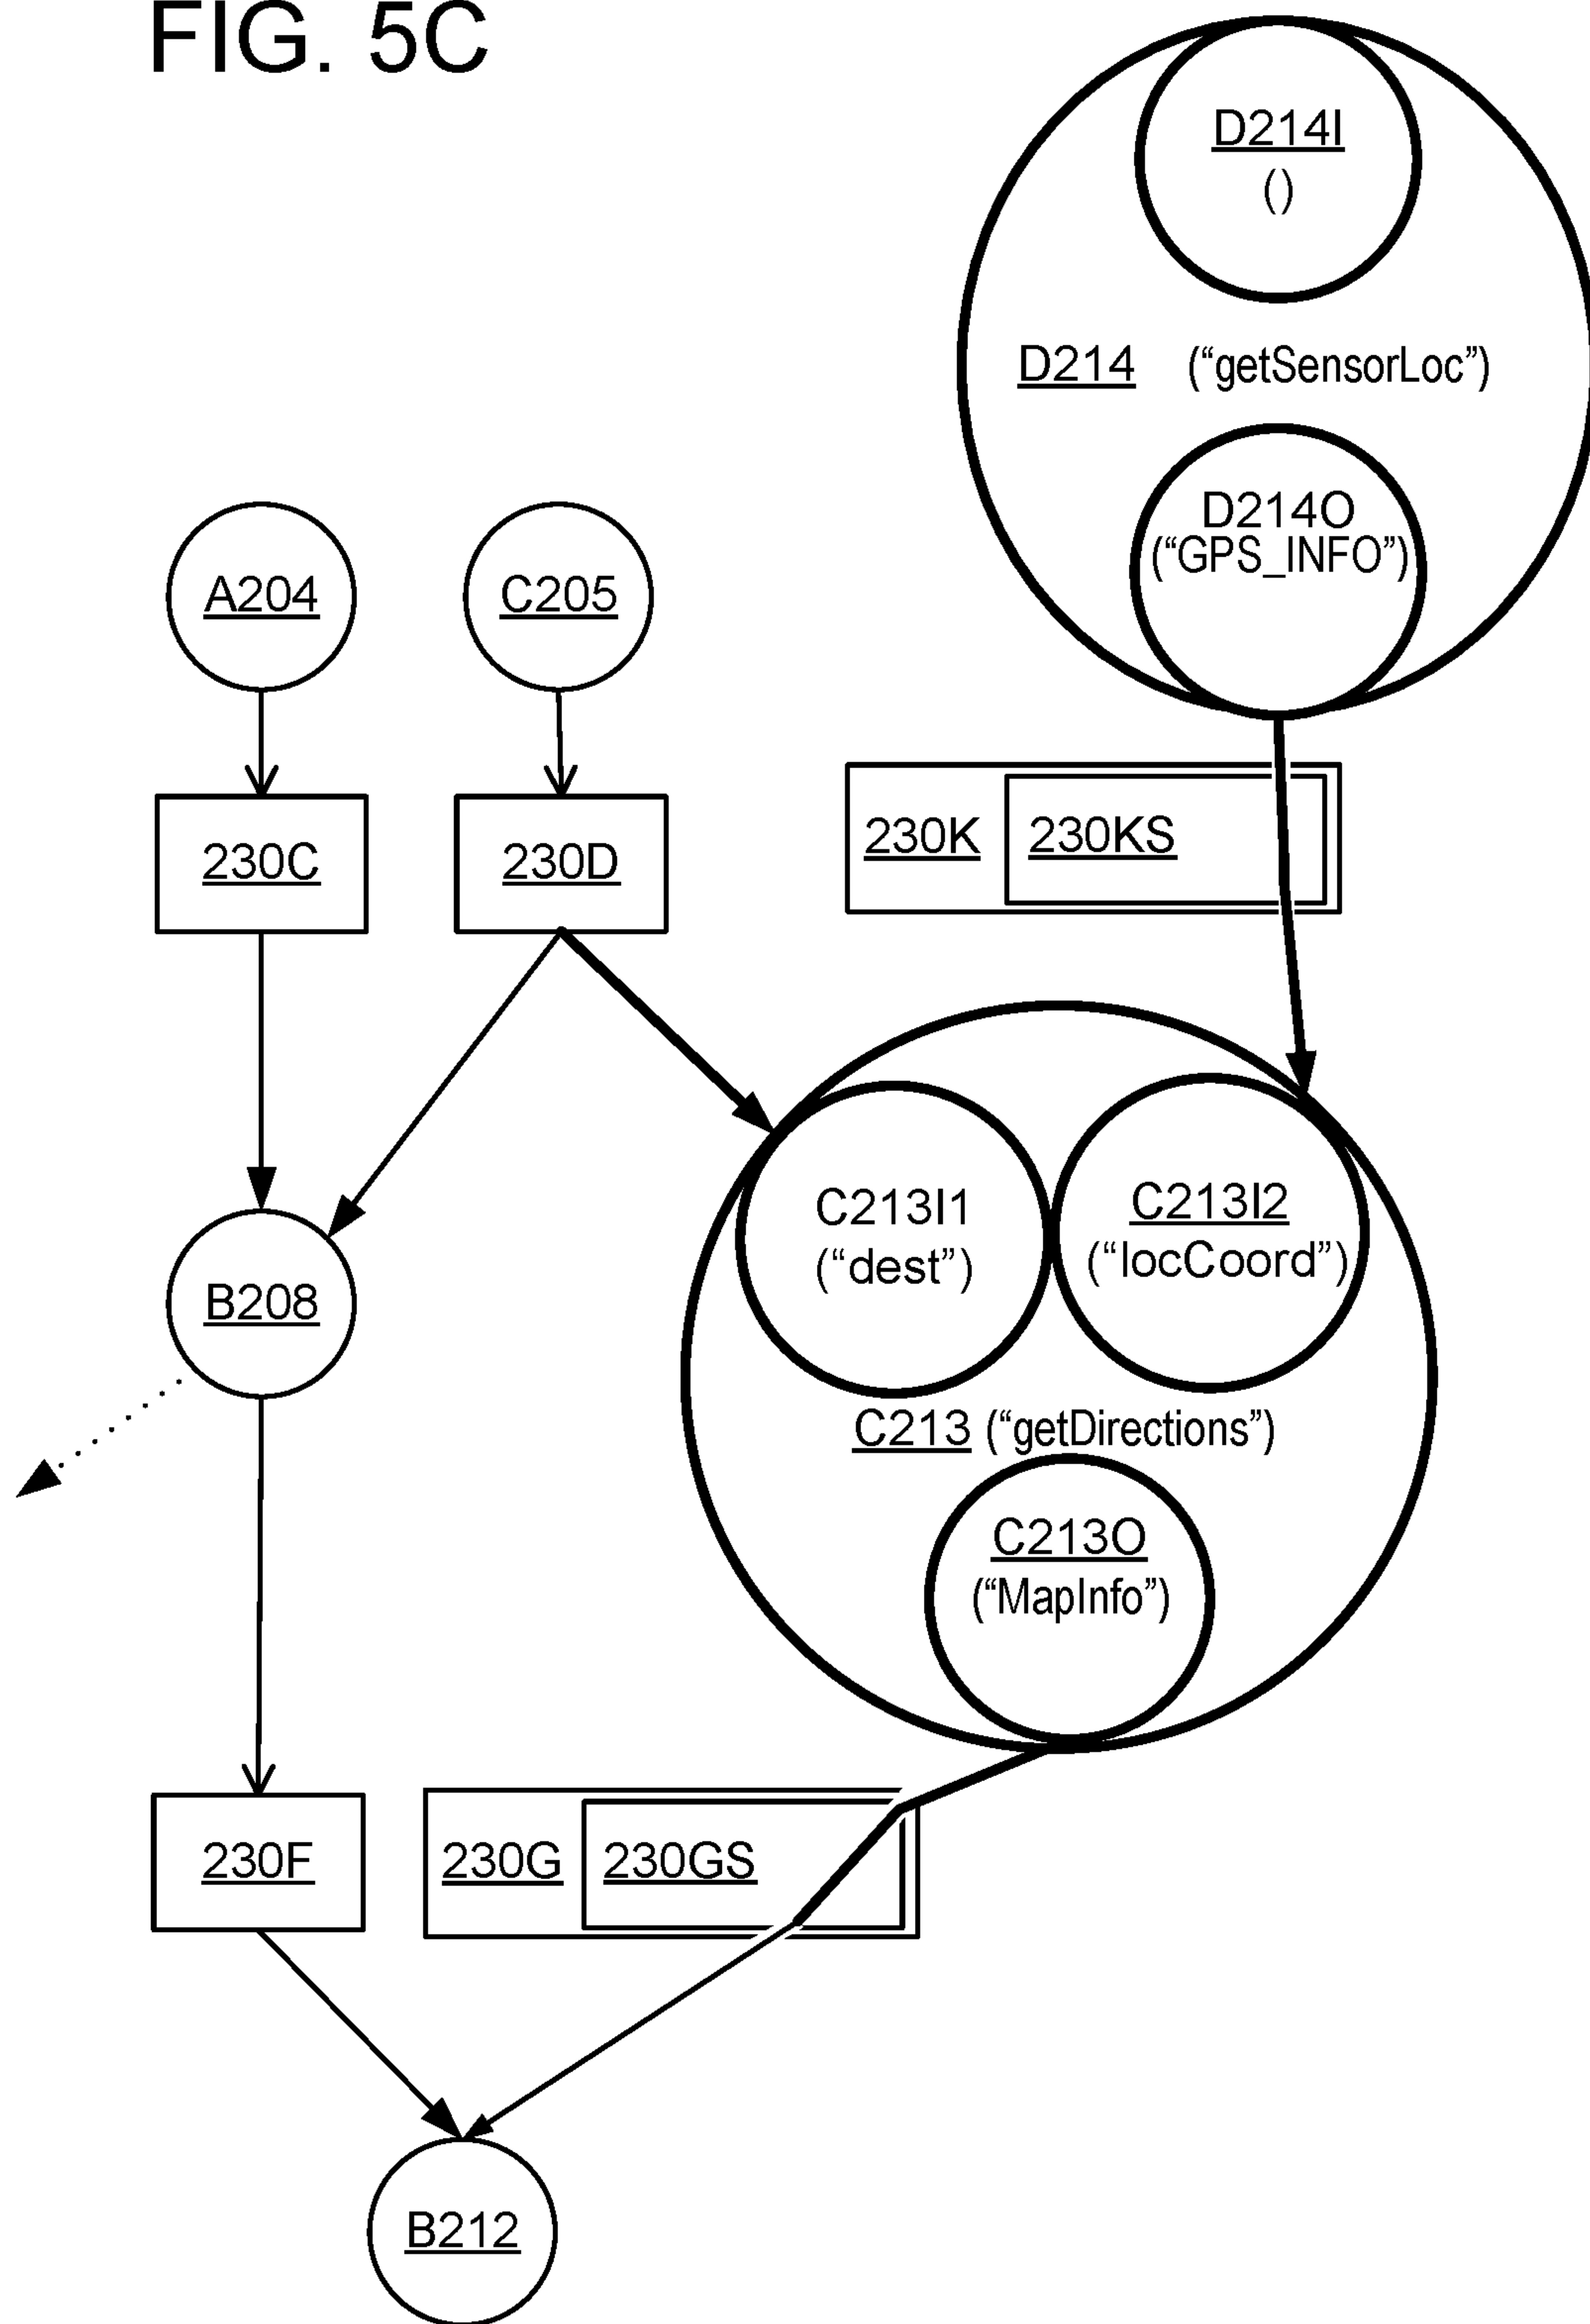 FIG. 5C
D214I
()
D214 (“getSensorLoc”)
D214O
(“GPS_INFO”)
A204
C205
230C
230D
230K
230KS
C213I1
(“dest”)
C213I2
(“locCoord”)
B208
C213 (“getDirections”)
C213O
(“MapInfo”)
230F
230G
230GS
B212